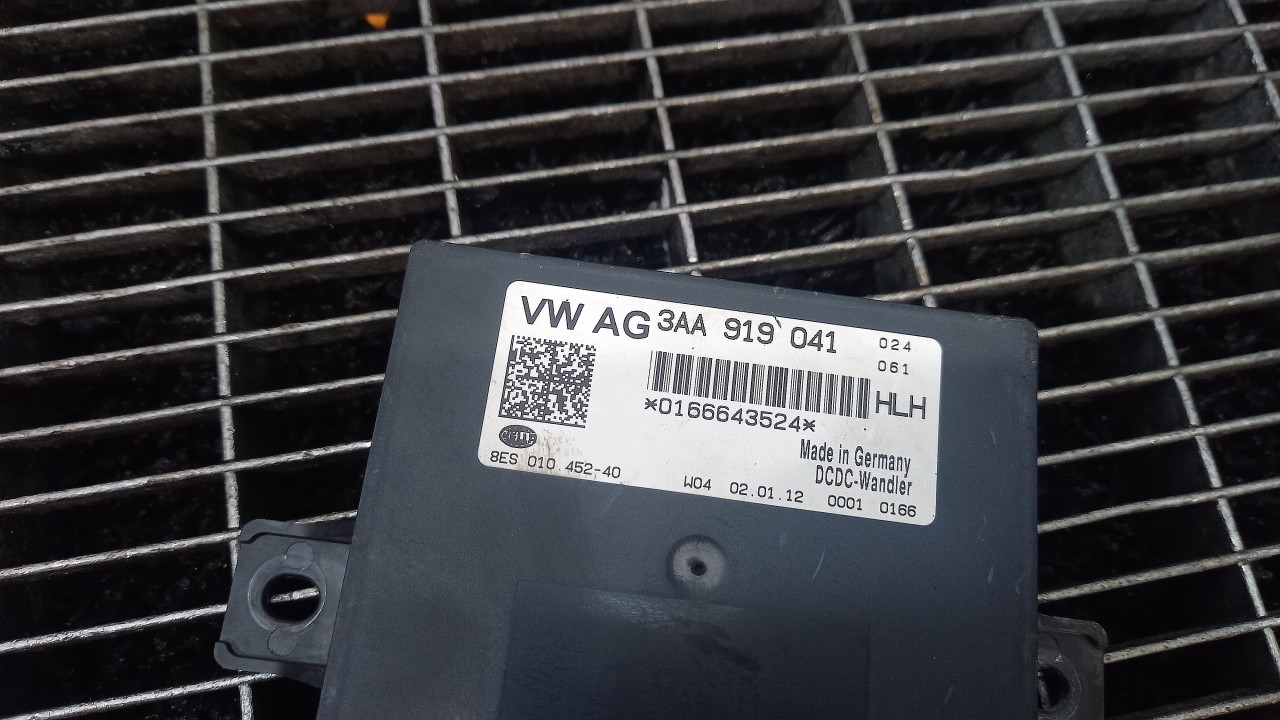 VW AG 3AA 919 041 024
061
HLH
*0166643524*
HELLA
Made in Germany
8ES 010 452-40
DCDC-Wandler
W04 02.01.12 0001 0166